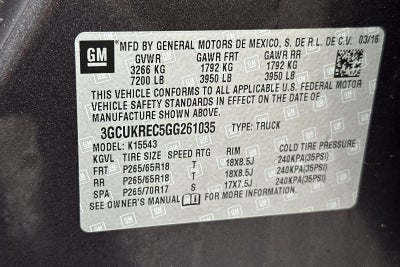 GM
MFD BY GENERAL MOTORS DE MEXICO, S. DE R.L. DE C.V. 03/16
GVWR GAWR FRT GAWR RR
3266 KG 1792 KG 1792 KG
7200 LB 3950 LB 3950 LB
THIS VEHICLE CONFORMS TO ALL APPLICABLE U.S. FEDERAL MOTOR
VEHICLE SAFETY STANDARDS IN EFFECT ON THE DATE OF
MANUFACTURE SHOWN ABOVE.
3GCUKREC5GG261035 TYPE: TRUCK
MODEL: K15543
KGVL TIRE SIZE SPEED RTG RIM COLD TIRE PRESSURE
FRT P265/65R18 T 18X8.5J 240KPA(35PSI)
RR P265/65R18 T 18X8.5J 240KPA(35PSI)
SPA P265/70R17 17X7.5J 240KPA(35PSI)
SEE OWNER'S MANUAL FOR MORE INFORMATION.